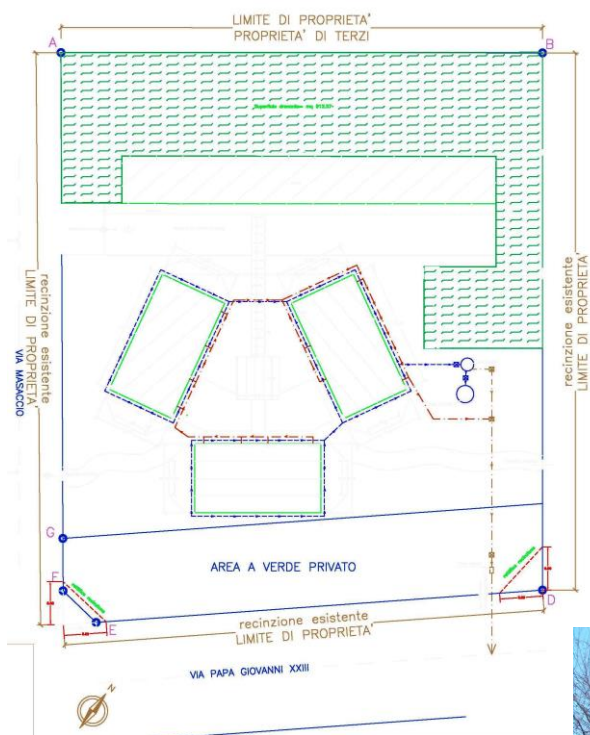 LIMITE DI PROPRIETA'
PROPRIETA' DI TERZI
A
B
recinzione esistente
LIMITE DI PROPRIETA'
VIA MASACCIO
recinzione esistente
LIMITE DI PROPRIETA'
G
AREA A VERDE PRIVATO
F
E
D
recinzione esistente
LIMITE DI PROPRIETA'
VIA PAPA GIOVANNI XXIII
N